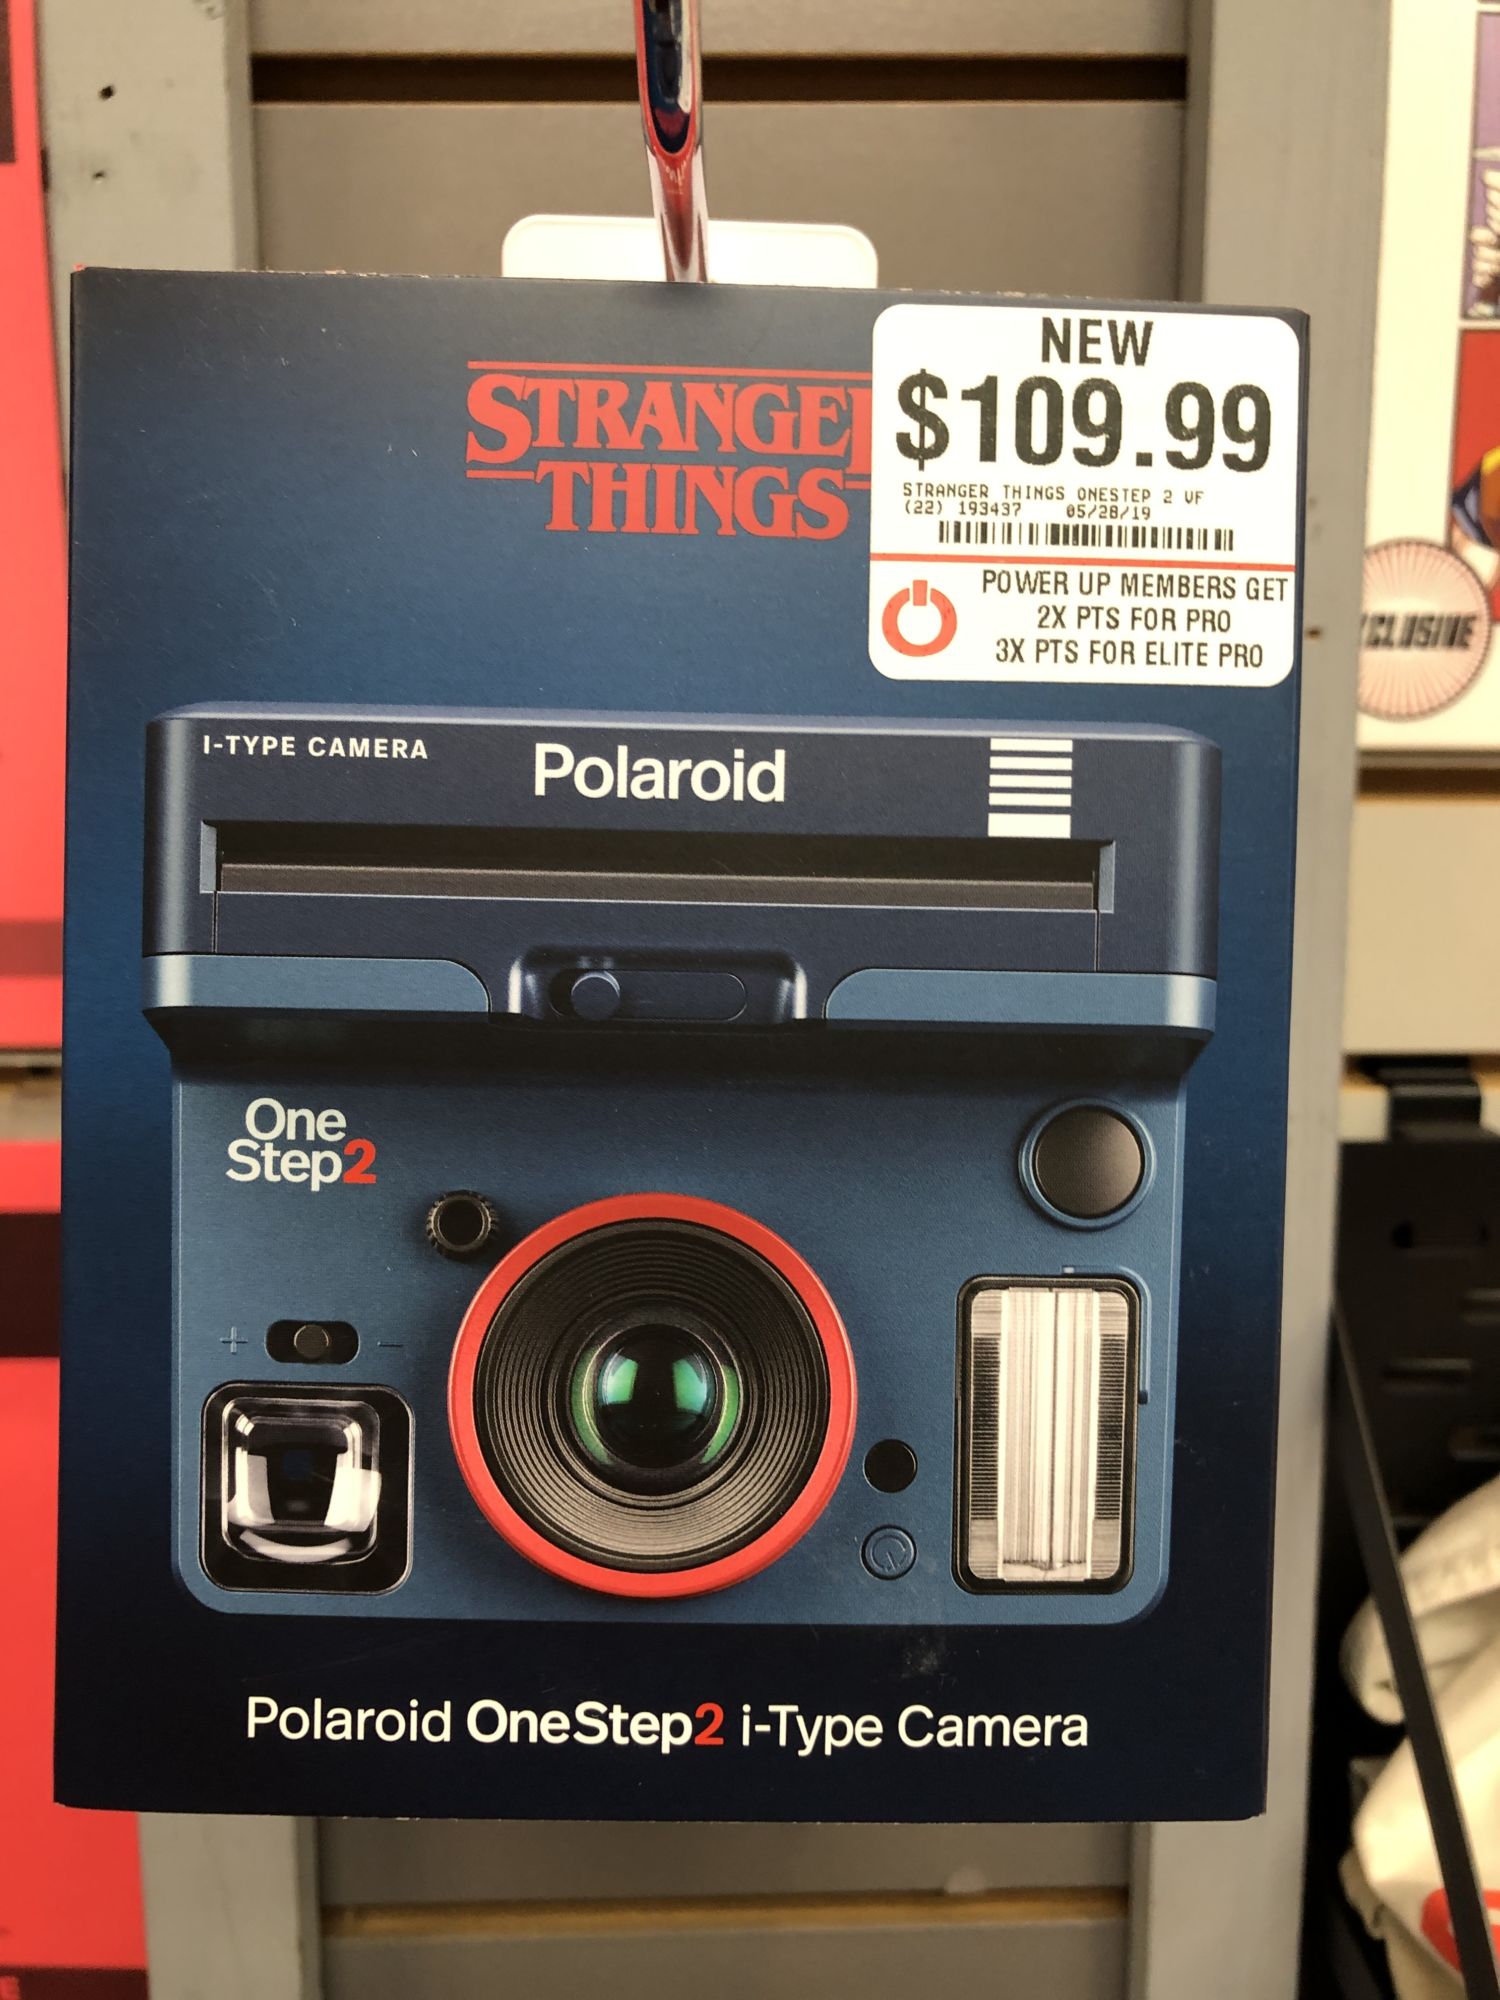 STRANGE
THINGS
NEW
$109.99
STRANGER THINGS ONESTEP 2 VF
(22) 193437 05/28/19
POWER UP MEMBERS GET
2X PTS FOR PRO
3X PTS FOR ELITE PRO
CLUSIVE
I-TYPE CAMERA
Polaroid
One
Step2
+ −
Polaroid OneStep2 i-Type Camera